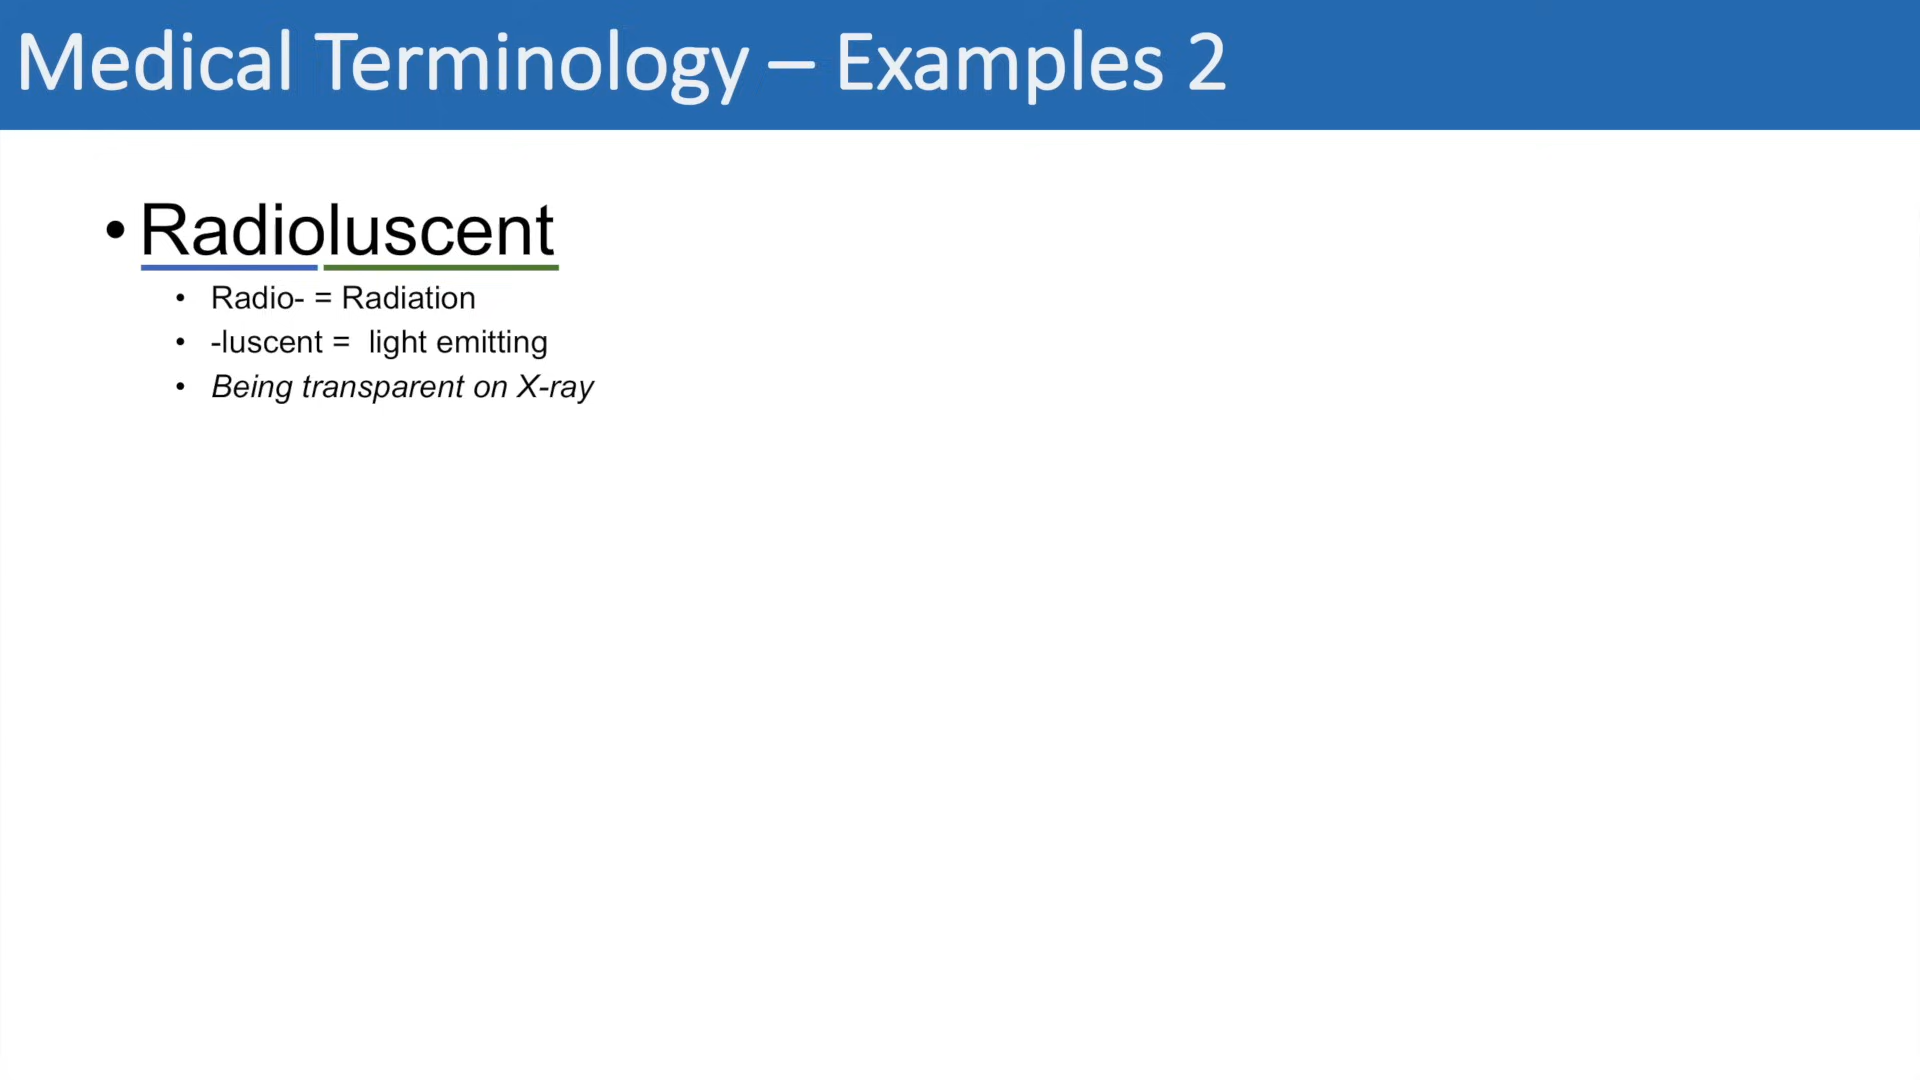 Medical Terminology – Examples 2
• Radioluscent
• Radio- = Radiation
• -luscent = light emitting
• Being transparent on X-ray